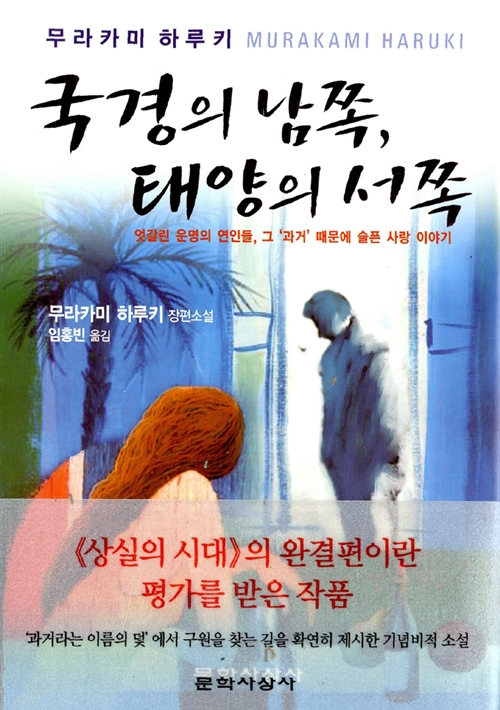 무라카미 하루키 MURAKAMI HARUKI
국경의 남쪽,
태양의 서쪽
엇갈린 운명의 연인들, 그 '과거' 때문에 슬픈 사랑 이야기
무라카미 하루키 장편소설
임홍빈 옮김
《상실의 시대》의 완결편이란
평가를 받은 작품
'과거라는 이름의 덫'에서 구원을 찾는 길을 확연히 제시한 기념비적 소설
문학사상사
문학사상사